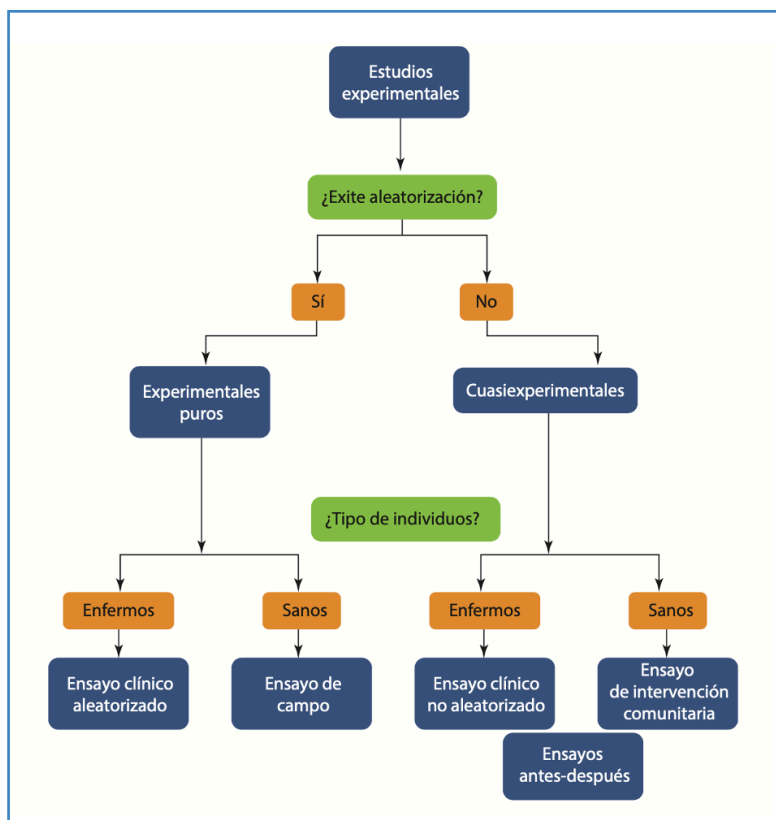 Estudios
experimentales
¿Exite aleatorización?
Sí
No
Experimentales
puros
Cuasiexperimentales
¿Tipo de individuos?
Enfermos
Sanos
Enfermos
Sanos
Ensayo clínico
aleatorizado
Ensayo de
campo
Ensayo clínico
no aleatorizado
Ensayo
de intervención
comunitaria
Ensayos
antes-después